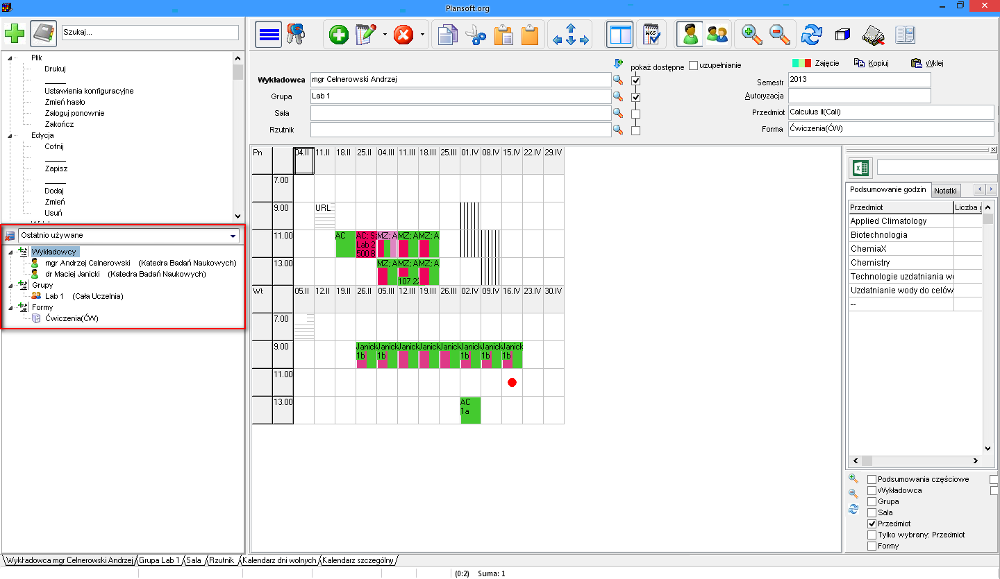 Plansoft.org
Szukaj...
Plik
Drukuj
______
Ustawienia konfiguracyjne
Zmień hasło
Zaloguj ponownie
Zakończ
Edycja
Cofnij
______
Zapisz
______
Dodaj
Zmień
Usuń
Ostatnio używane
Wykładowcy
mgr Andrzej Celnerowski (Katedra Badań Naukowych)
dr Maciej Janicki (Katedra Badań Naukowych)
Grupy
Lab 1 (Cała Uczelnia)
Formy
Ćwiczenia(ĆW)
WGS
pokaż dostępne
uzupełnianie
Wykładowca mgr Celnerowski Andrzej
Grupa Lab 1
Sala
Rzutnik
Zajęcie Kopiuj Wklej
Semestr 2013
Autoryzacja
Przedmiot Calculus II(Cali)
Forma Ćwiczenia(ĆW)
Pn 04.II 11.II 18.II 25.II 04.III 11.III 18.III 25.III 01.IV 08.IV 15.IV 22.IV 29.IV
7.00
9.00 URL
11.00 AC AC, S MZ; A MZ; A MZ; A
Lab 2
500 B
13.00 MZ; A MZ; A MZ; A
107 22
Wt 05.II 12.II 19.II 26.II 05.III 12.III 19.III 26.III 02.IV 09.IV 16.IV 23.IV 30.IV
7.00
9.00 Janick Janick Janick Janick Janick Janick Janick Janick
1b 1b 1b 1b 1b
11.00
13.00 AC
1a
Podsumowanie godzin Notatki
Przedmiot Liczba g
Applied Climatology
Biotechnologia
ChemiaX
Chemistry
Technologie uzdatniania wo
Uzdatnianie wody do celów
--
Podsumowania częściowe
Wykładowca
Grupa
Sala
Przedmiot
Tylko wybrany: Przedmiot
Formy
Wykładowca mgr Celnerowski Andrzej Grupa Lab 1 Sala Rzutnik Kalendarz dni wolnych Kalendarz szczególny
(0:2) Suma: 1